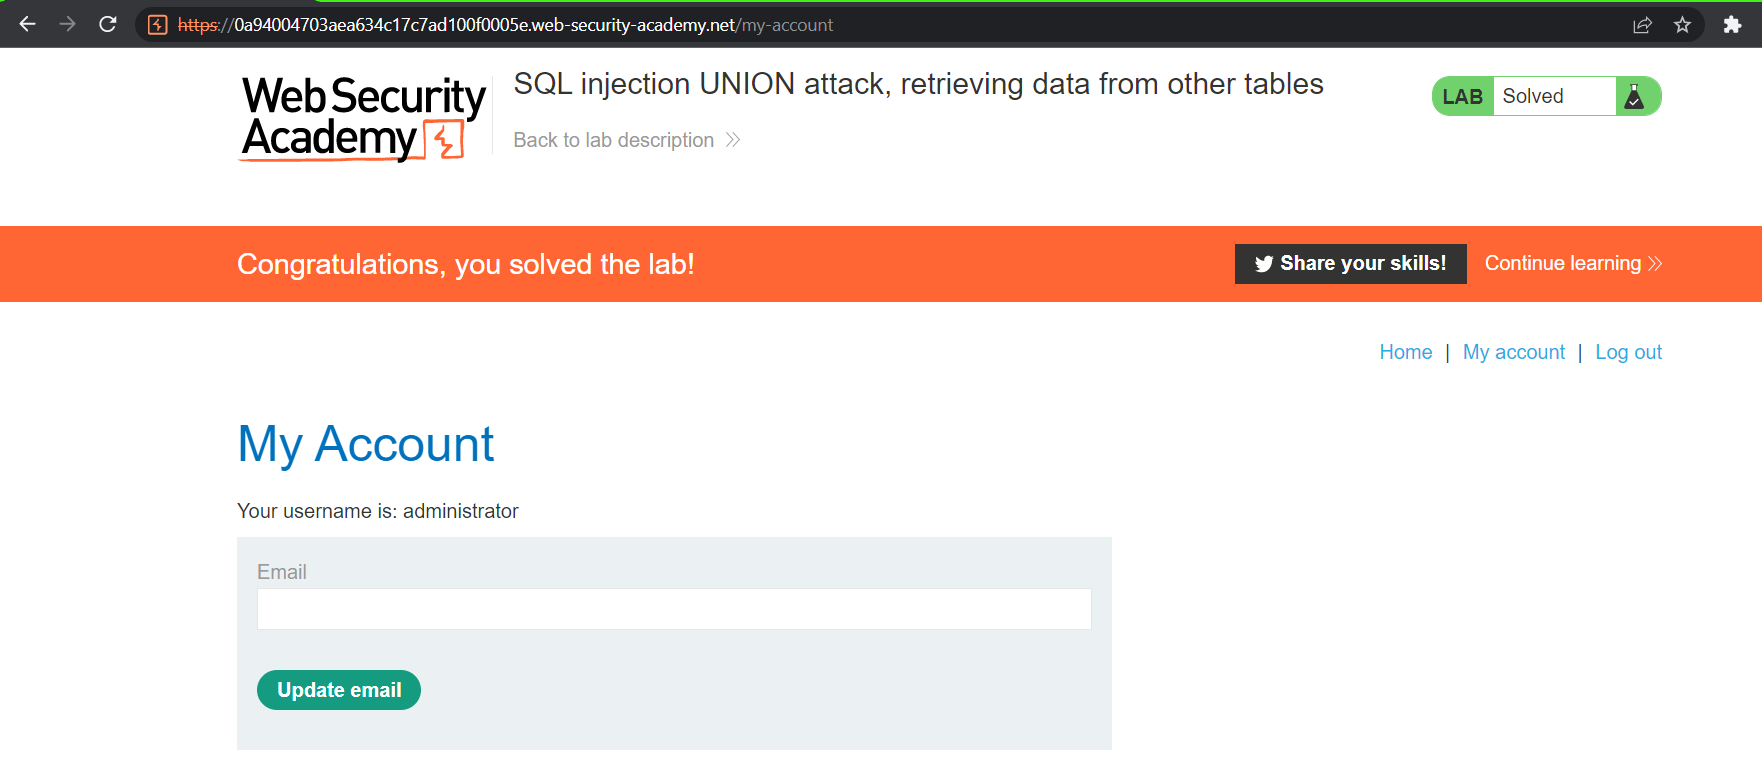 https://0a94004703aea634c17c7ad100f0005e.web-security-academy.net/my-account
Web Security
Academy
SQL injection UNION attack, retrieving data from other tables
Back to lab description
LAB Solved
Congratulations, you solved the lab!
Share your skills!
Continue learning
Home | My account | Log out
My Account
Your username is: administrator
Email
Update email